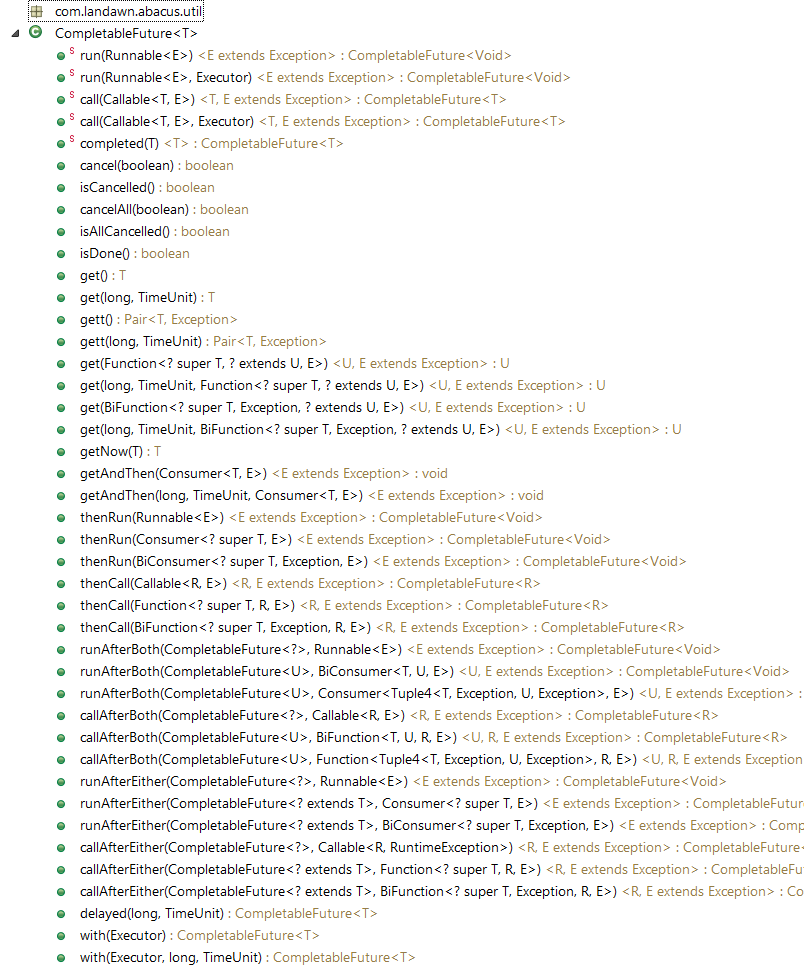 com.landawn.abacus.util
CompletableFuture<T>
run(Runnable<E>) <E extends Exception> : CompletableFuture<Void>
run(Runnable<E>, Executor) <E extends Exception> : CompletableFuture<Void>
call(Callable<T, E>) <T, E extends Exception> : CompletableFuture<T>
call(Callable<T, E>, Executor) <T, E extends Exception> : CompletableFuture<T>
completed(T) <T> : CompletableFuture<T>
cancel(boolean) : boolean
isCancelled() : boolean
cancelAll(boolean) : boolean
isAllCancelled() : boolean
isDone() : boolean
get() : T
get(long, TimeUnit) : T
gett() : Pair<T, Exception>
gett(long, TimeUnit) : Pair<T, Exception>
get(Function<? super T, ? extends U, E>) <U, E extends Exception> : U
get(long, TimeUnit, Function<? super T, ? extends U, E>) <U, E extends Exception> : U
get(BiFunction<? super T, Exception, ? extends U, E>) <U, E extends Exception> : U
get(long, TimeUnit, BiFunction<? super T, Exception, ? extends U, E>) <U, E extends Exception> : U
getNow(T) : T
getAndThen(Consumer<T, E>) <E extends Exception> : void
getAndThen(long, TimeUnit, Consumer<T, E>) <E extends Exception> : void
thenRun(Runnable<E>) <E extends Exception> : CompletableFuture<Void>
thenRun(Consumer<? super T, E>) <E extends Exception> : CompletableFuture<Void>
thenRun(BiConsumer<? super T, Exception, E>) <E extends Exception> : CompletableFuture<Void>
thenCall(Callable<R, E>) <R, E extends Exception> : CompletableFuture<R>
thenCall(Function<? super T, R, E>) <R, E extends Exception> : CompletableFuture<R>
thenCall(BiFunction<? super T, Exception, R, E>) <R, E extends Exception> : CompletableFuture<R>
runAfterBoth(CompletableFuture<?>, Runnable<E>) <E extends Exception> : CompletableFuture<Void>
runAfterBoth(CompletableFuture<U>, BiConsumer<T, U, E>) <U, E extends Exception> : CompletableFuture<Void>
runAfterBoth(CompletableFuture<U>, Consumer<Tuple4<T, Exception, U, Exception>, E>) <U, E extends Exception> :
callAfterBoth(CompletableFuture<?>, Callable<R, E>) <R, E extends Exception> : CompletableFuture<R>
callAfterBoth(CompletableFuture<U>, BiFunction<T, U, R, E>) <U, R, E extends Exception> : CompletableFuture<R>
callAfterBoth(CompletableFuture<U>, Function<Tuple4<T, Exception, U, Exception>, R, E>) <U, R, E extends Exception
runAfterEither(CompletableFuture<?>, Runnable<E>) <E extends Exception> : CompletableFuture<Void>
runAfterEither(CompletableFuture<? extends T>, Consumer<? super T, E>) <E extends Exception> : CompletableFutur
runAfterEither(CompletableFuture<? extends T>, BiConsumer<? super T, Exception, E>) <E extends Exception> : Comp
callAfterEither(CompletableFuture<?>, Callable<R, RuntimeException>) <R, E extends Exception> : CompletableFuture<
callAfterEither(CompletableFuture<? extends T>, Function<? super T, R, E>) <R, E extends Exception> : CompletableFu
callAfterEither(CompletableFuture<? extends T>, BiFunction<? super T, Exception, R, E>) <R, E extends Exception> : Co
delayed(long, TimeUnit) : CompletableFuture<T>
with(Executor) : CompletableFuture<T>
with(Executor, long, TimeUnit) : CompletableFuture<T>